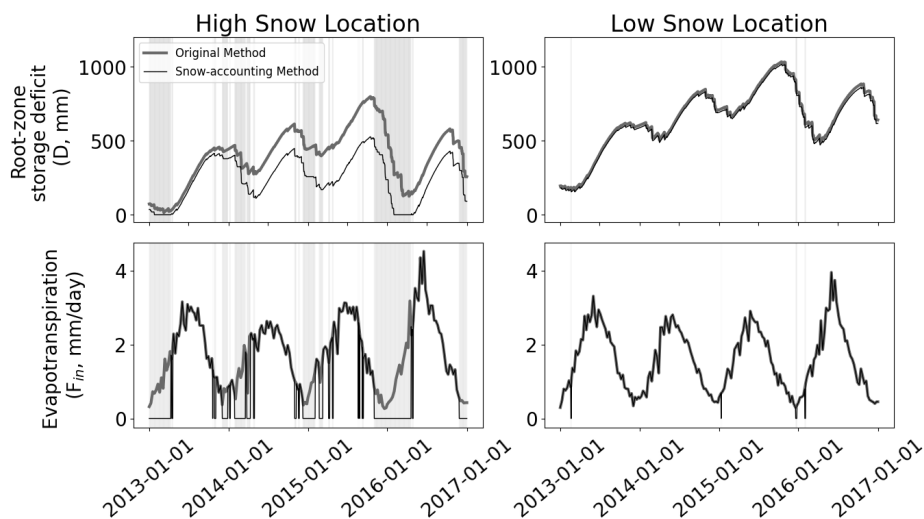 High Snow Location
Low Snow Location
Root-zone
storage deficit
(D, mm)
1000
500
0
Original Method
Snow-accounting Method
1000
500
0
Evapotranspiration
(F_in, mm/day)
4
2
0
4
2
0
2013-01-01
2014-01-01
2015-01-01
2016-01-01
2017-01-01
2013-01-01
2014-01-01
2015-01-01
2016-01-01
2017-01-01